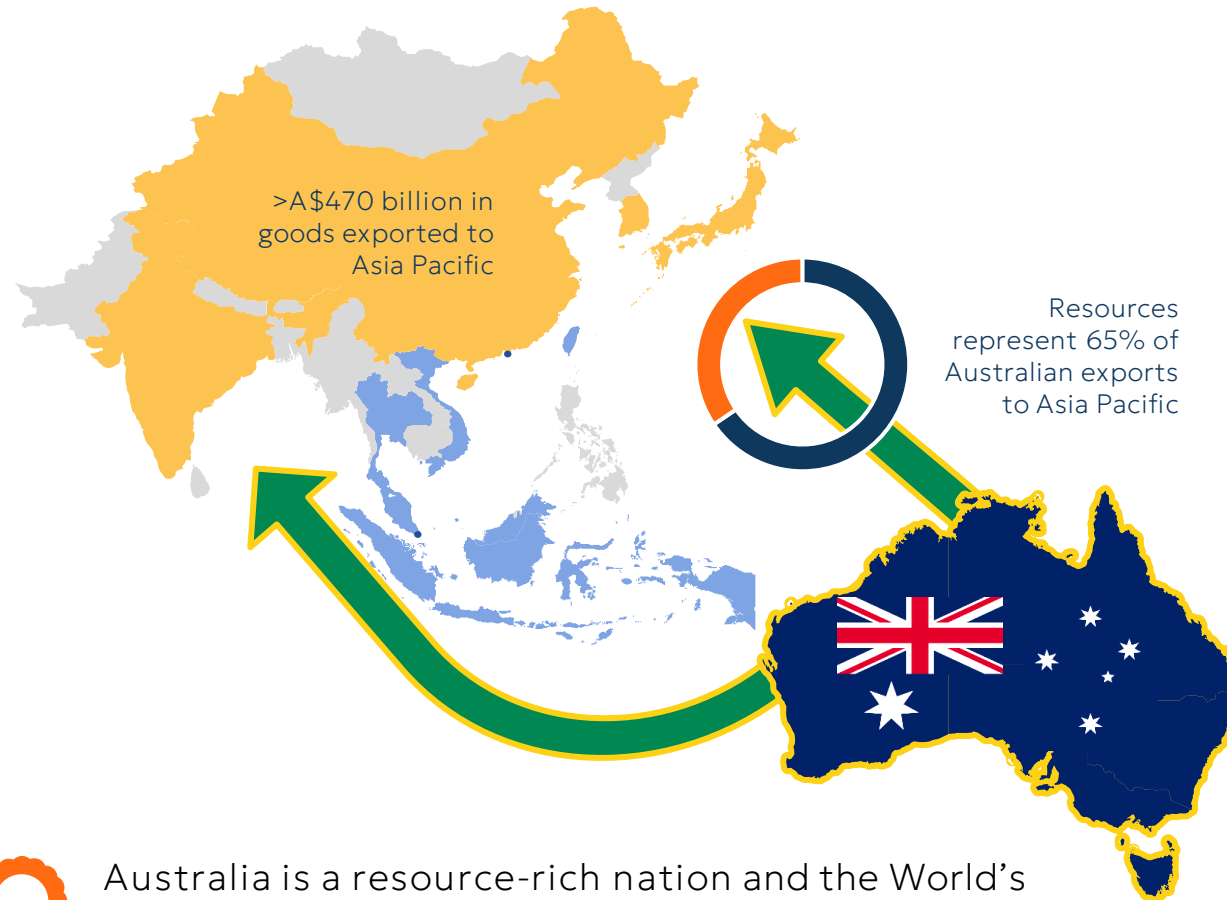 >A$470 billion in
goods exported to
Asia Pacific
Resources
represent 65% of
Australian exports
to Asia Pacific
Australia is a resource-rich nation and the World's